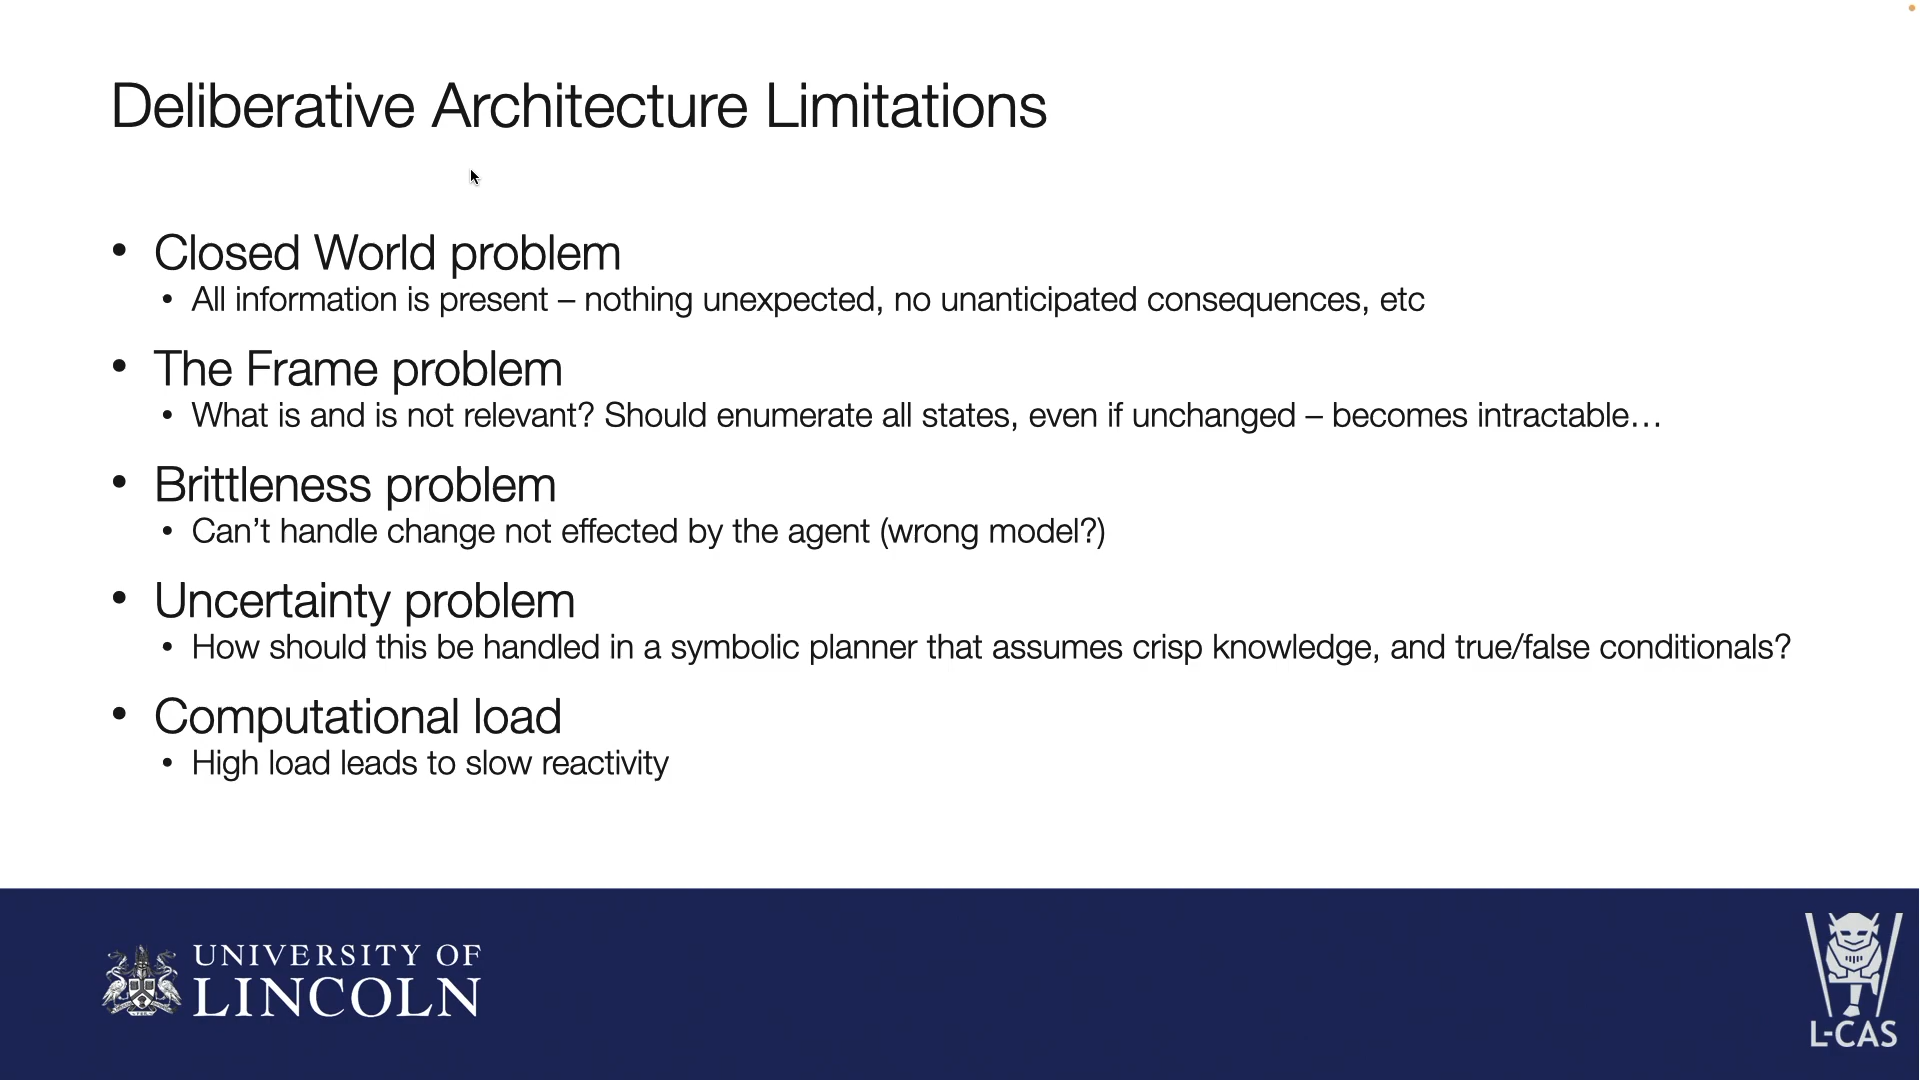 Deliberative Architecture Limitations
• Closed World problem
• All information is present – nothing unexpected, no unanticipated consequences, etc
• The Frame problem
• What is and is not relevant? Should enumerate all states, even if unchanged – becomes intractable…
• Brittleness problem
• Can’t handle change not effected by the agent (wrong model?)
• Uncertainty problem
• How should this be handled in a symbolic planner that assumes crisp knowledge, and true/false conditionals?
• Computational load
• High load leads to slow reactivity
UNIVERSITY OF
LINCOLN
L-CAS